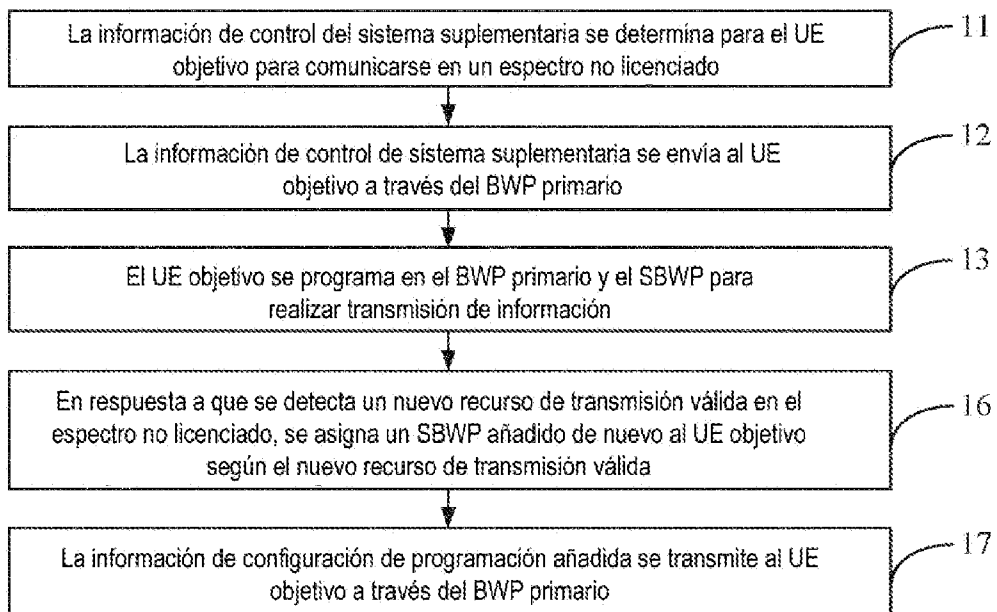 La información de control del sistema suplementaria se determina para el UE
objetivo para comunicarse en un espectro no licenciado
11
La información de control de sistema suplementaria se envía al UE
objetivo a través del BWP primario
12
El UE objetivo se programa en el BWP primario y el SBWP para
realizar transmisión de información
13
En respuesta a que se detecta un nuevo recurso de transmisión válida en el
espectro no licenciado, se asigna un SBWP añadido de nuevo al UE objetivo
según el nuevo recurso de transmisión válida
16
La información de configuración de programación añadida se transmite al UE
objetivo a través del BWP primario
17